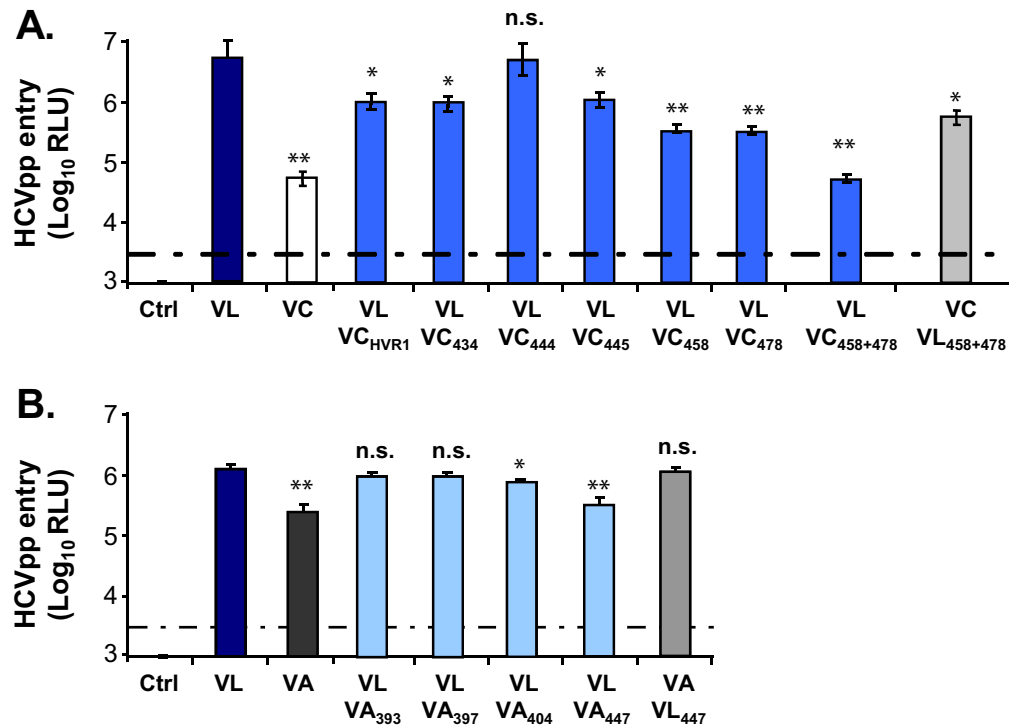 A.
HCVpp entry
(Log10 RLU)
7
6
5
4
3
** * * n.s. * ** ** ** *
Ctrl VL VC VL VL VL VL VL VL VL VC
VCHVR1 VC434 VC444 VC445 VC458 VC478 VC458+478 VL458+478
B.
HCVpp entry
(Log10 RLU)
7
6
5
4
3
** n.s. n.s. * ** n.s.
Ctrl VL VA VL VL VL VL VA
VA393 VA397 VA404 VA447 VL447